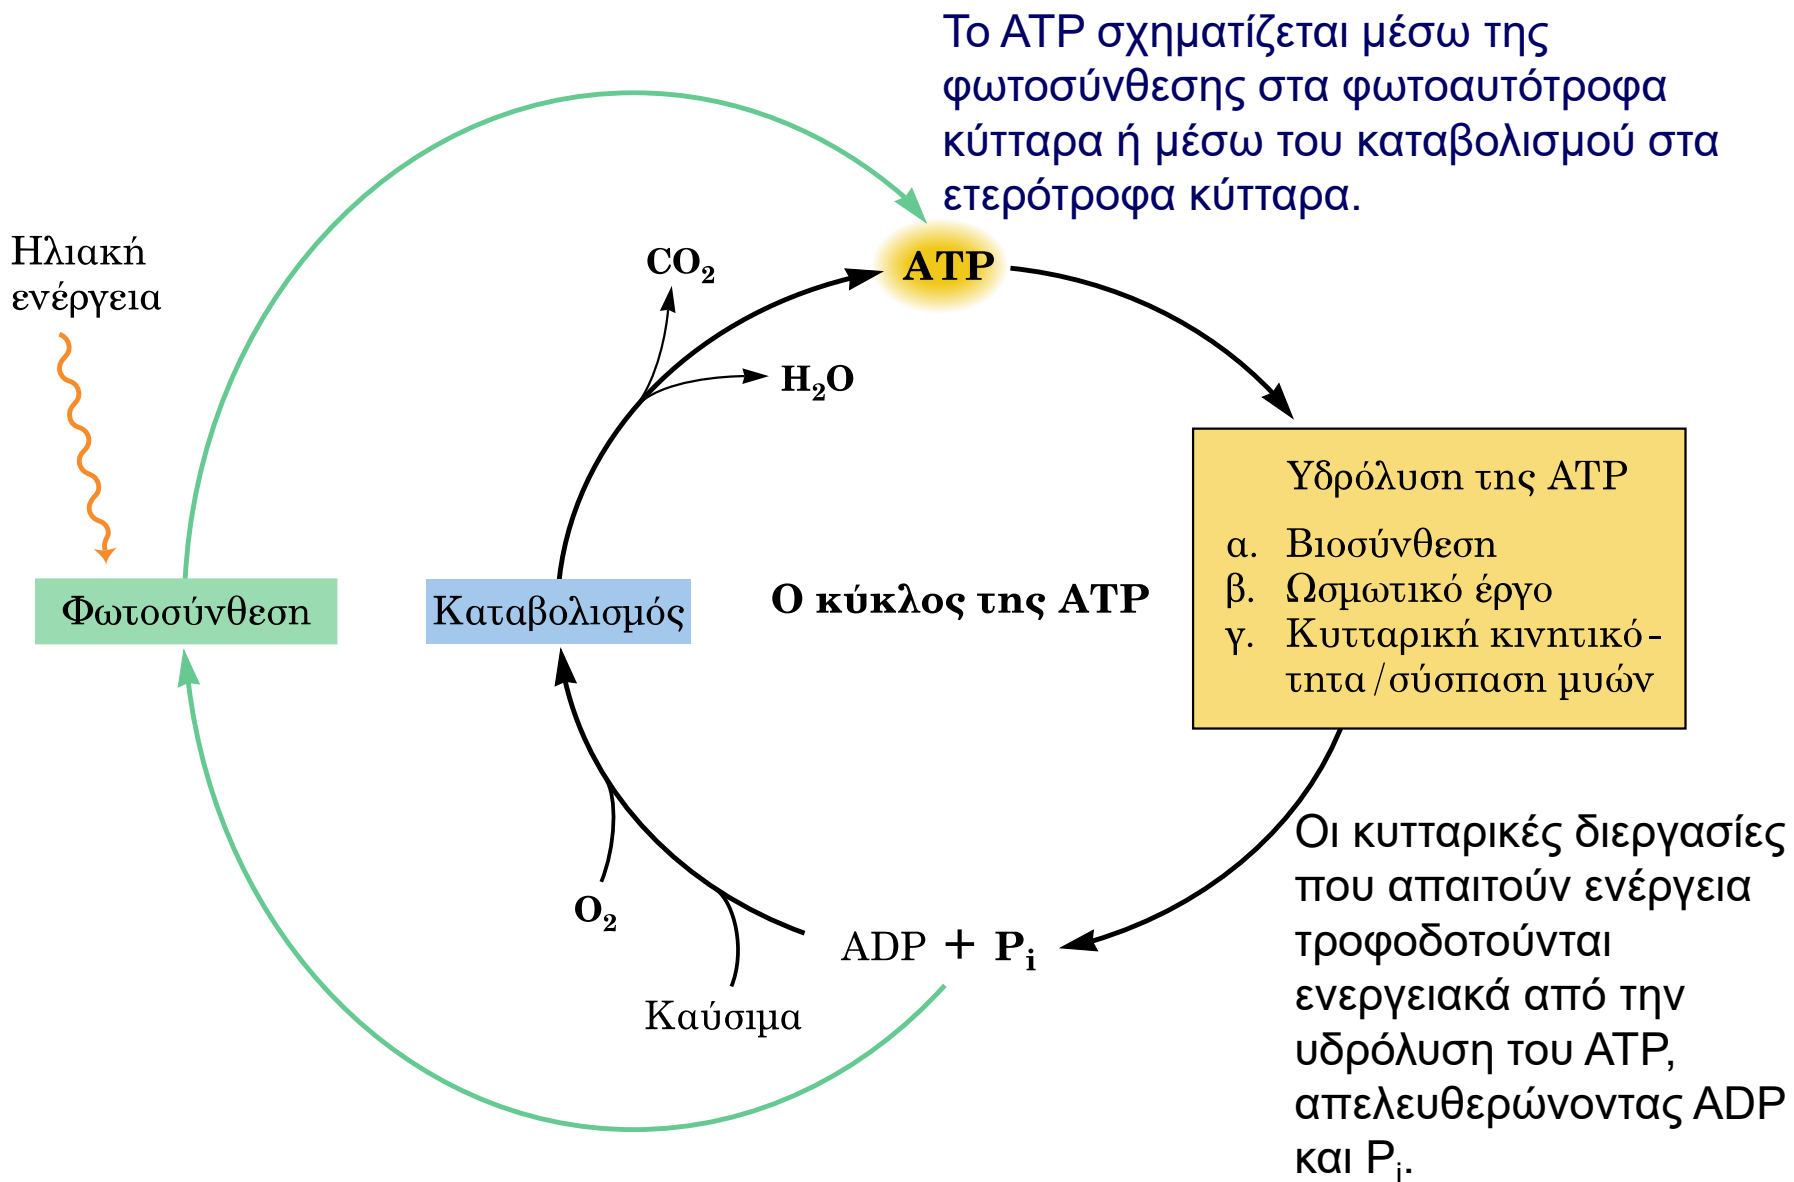 Το ATP σχηματίζεται μέσω της
φωτοσύνθεσης στα φωτοαυτότροφα
κύτταρα ή μέσω του καταβολισμού στα
ετερότροφα κύτταρα.
Ηλιακή
ενέργεια
CO₂
ATP
H₂O
Υδρόλυση της ATP
α. Βιοσύνθεση
β. Ωσμωτικό έργο
γ. Κυτταρική κινητικό-
τητα/σύσπαση μυών
Φωτοσύνθεση
Καταβολισμός
Ο κύκλος της ATP
O₂
Καύσιμα
ADP + Pᵢ
Οι κυτταρικές διεργασίες
που απαιτούν ενέργεια
τροφοδοτούνται
ενεργειακά από την
υδρόλυση του ATP,
απελευθερώνοντας ADP
και Pᵢ.